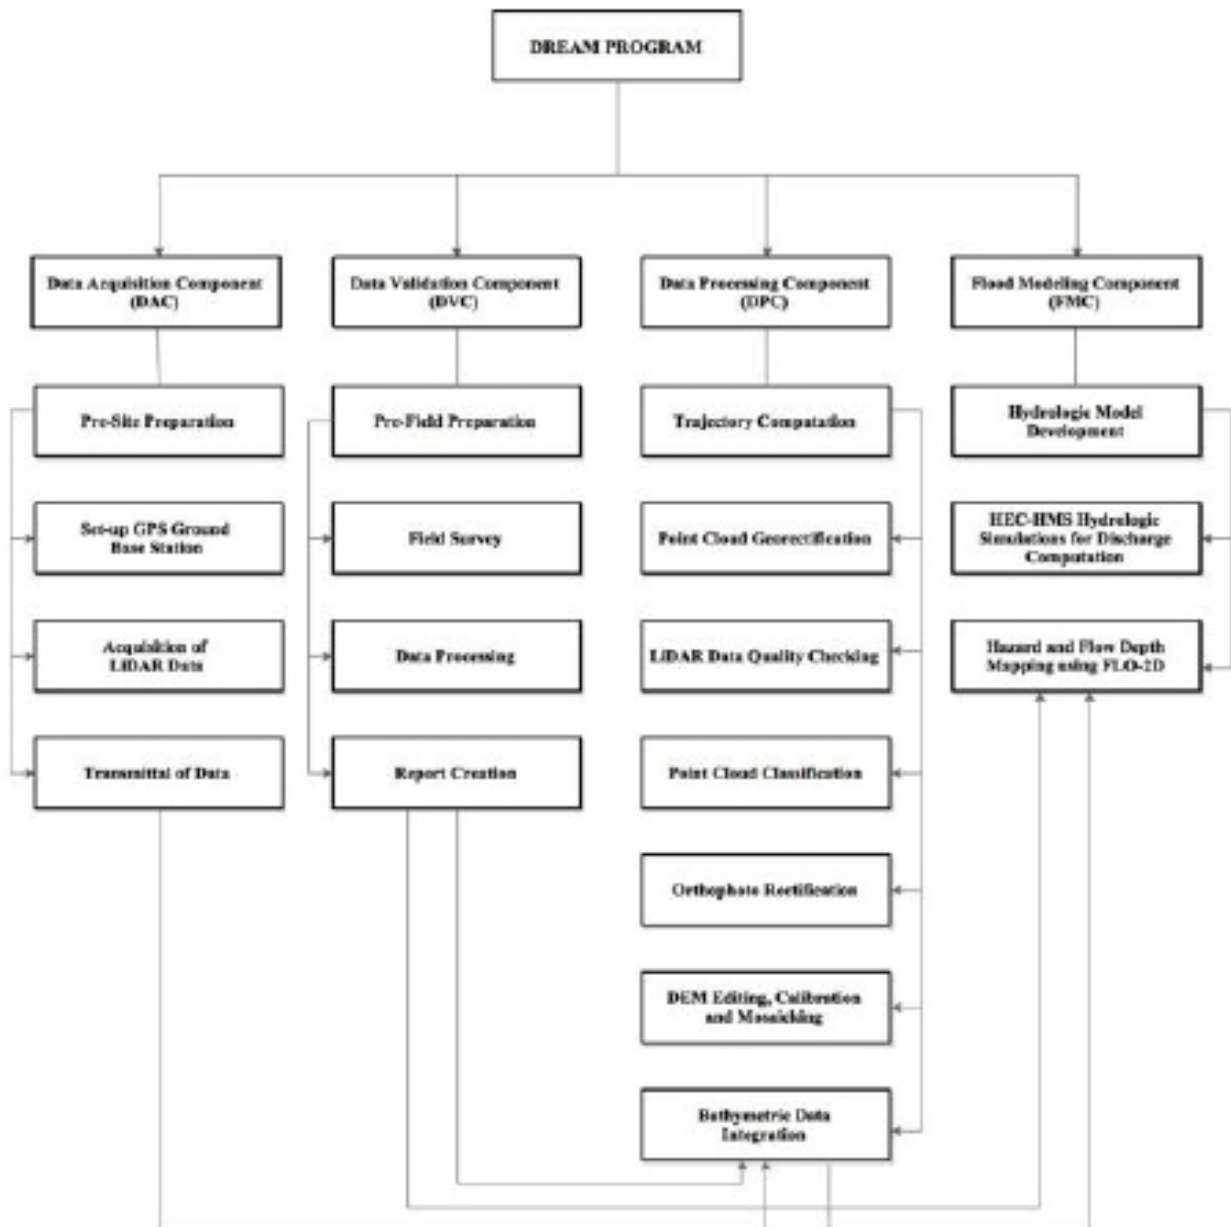 DREAM PROGRAM
Data Acquisition Component
(DAC)
Pre-Site Preparation
Set-up GPS Ground
Base Station
Acquisition of
LiDAR Data
Transmittal of Data
Data Validation Component
(DVC)
Pre-Field Preparation
Field Survey
Data Processing
Report Creation
Data Processing Component
(DPC)
Trajectory Computation
Point Cloud Georectification
LiDAR Data Quality Checking
Point Cloud Classification
Orthophoto Rectification
DEM Editing, Calibration
and Mosaicking
Bathymetric Data
Integration
Flood Modeling Component
(FMC)
Hydrologic Model
Development
HEC-HMS Hydrologic
Simulations for Discharge
Computation
Hazard and Flow Depth
Mapping using FLO-2D